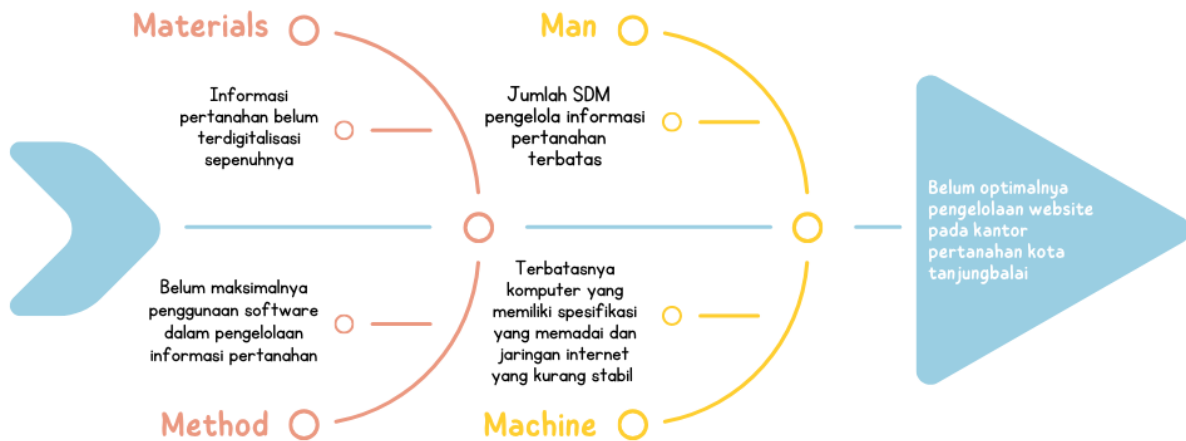 Materials
Informasi
pertanahan belum
terdigitalisasi
sepenuhnya
Man
Jumlah SDM
pengelola informasi
pertanahan
terbatas
Belum maksimalnya
penggunaan software
dalam pengelolaan
informasi pertanahan
Method
Terbatasnya
komputer yang
memiliki spesifikasi
yang memadai dan
jaringan internet
yang kurang stabil
Machine
Belum optimalnya
pengelolaan website
pada kantor
pertanahan kota
tanjungbalai